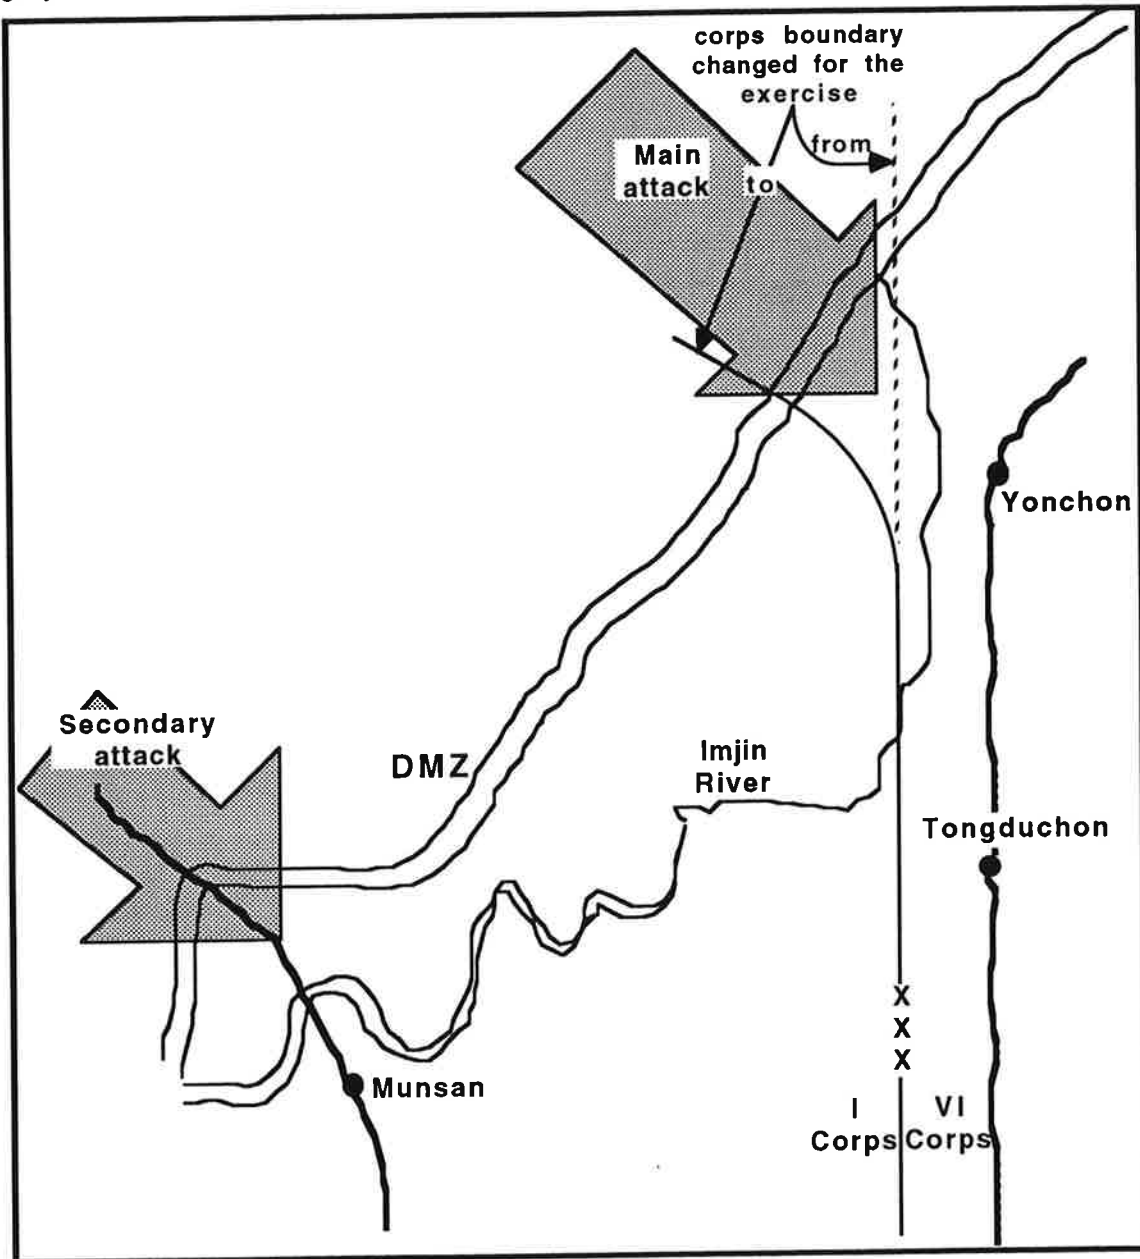 corps boundary
changed for the
exercise
from
Main
attack
to
Yonchon
Secondary
attack
DMZ
Imjin
River
Tongduchon
X
X
X
Munsan
I
Corps
VI
Corps